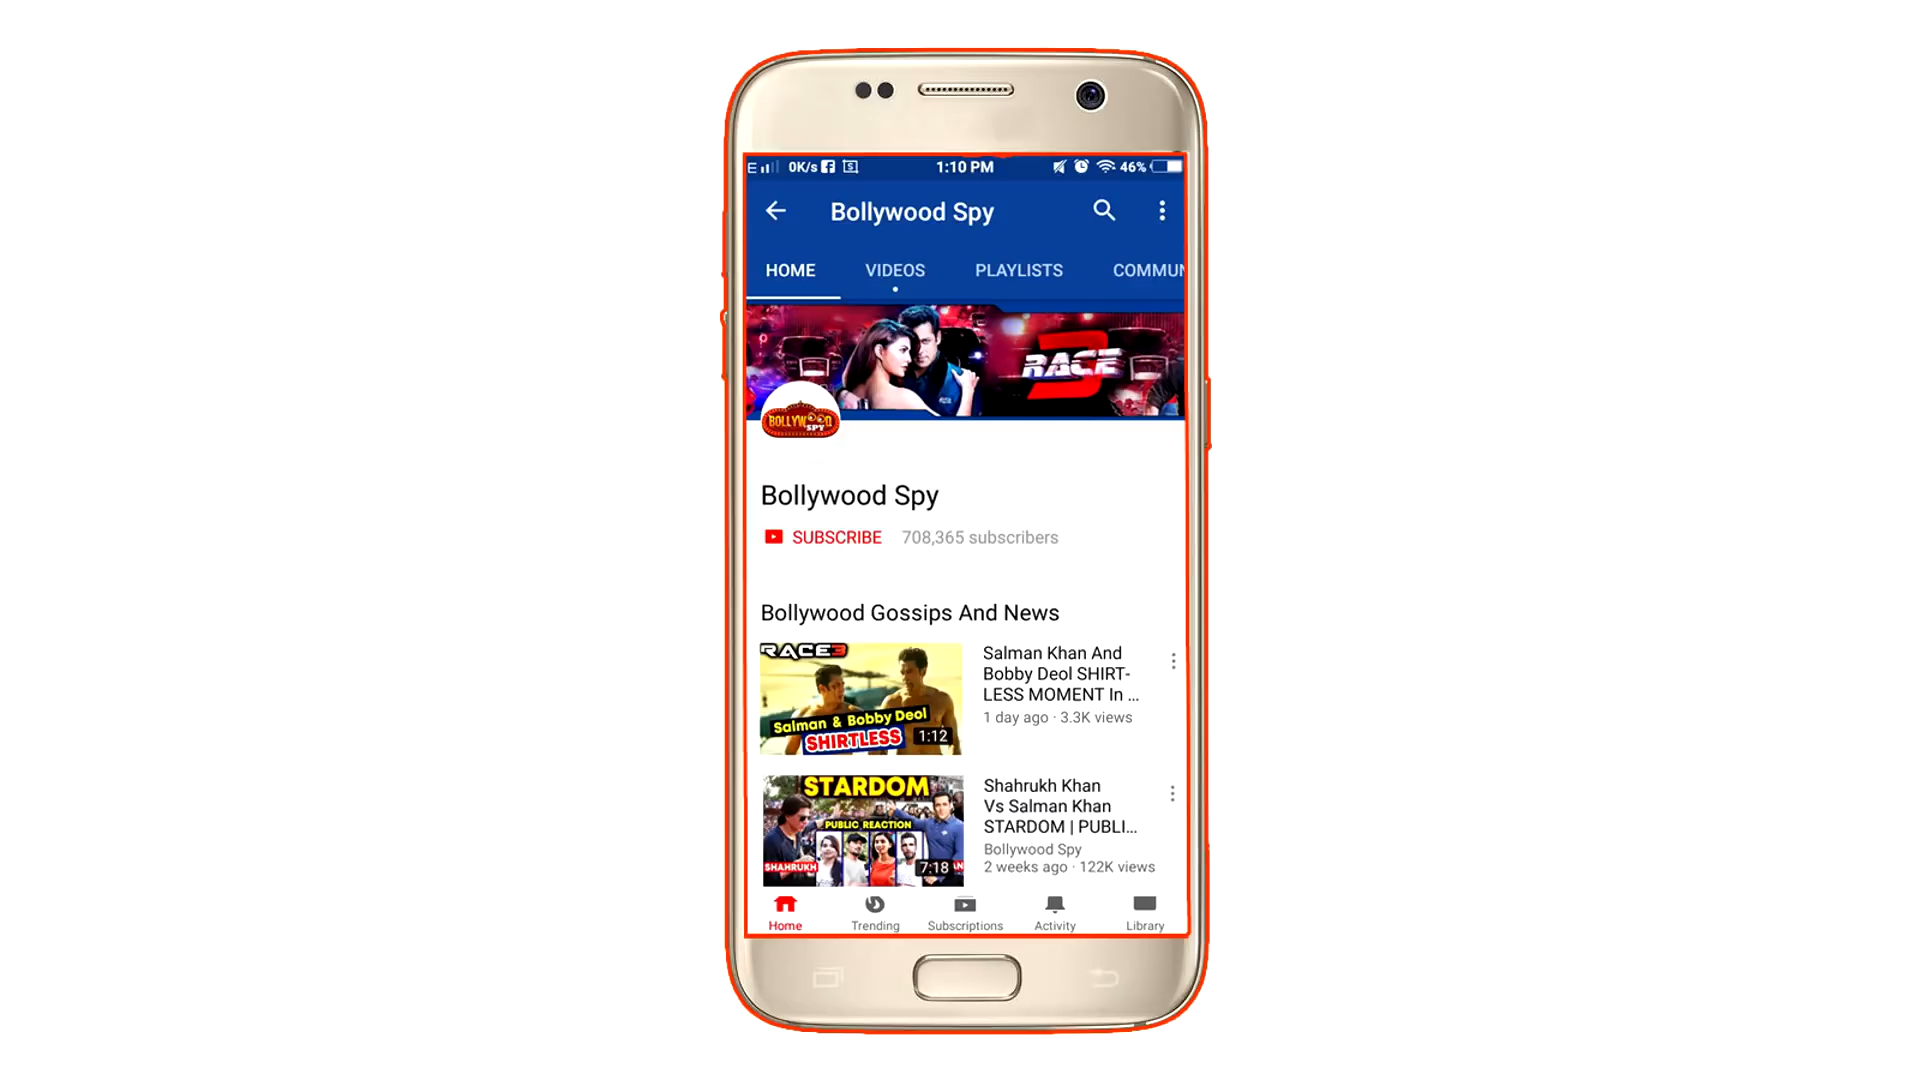 E 0K/s 1:10 PM 46%
Bollywood Spy
HOME VIDEOS PLAYLISTS COMMUN
RACE 3
BOLLYWOOD
SPY
Bollywood Spy
SUBSCRIBE 708,365 subscribers
Bollywood Gossips And News
RACE3
Salman & Bobby Deol
SHIRTLESS
1:12
Salman Khan And
Bobby Deol SHIRT-
LESS MOMENT In ...
1 day ago · 3.3K views
STARDOM
PUBLIC REACTION
SHAHRUKH
7:18
Shahrukh Khan
Vs Salman Khan
STARDOM | PUBLI...
Bollywood Spy
2 weeks ago · 122K views
Home Trending Subscriptions Activity Library